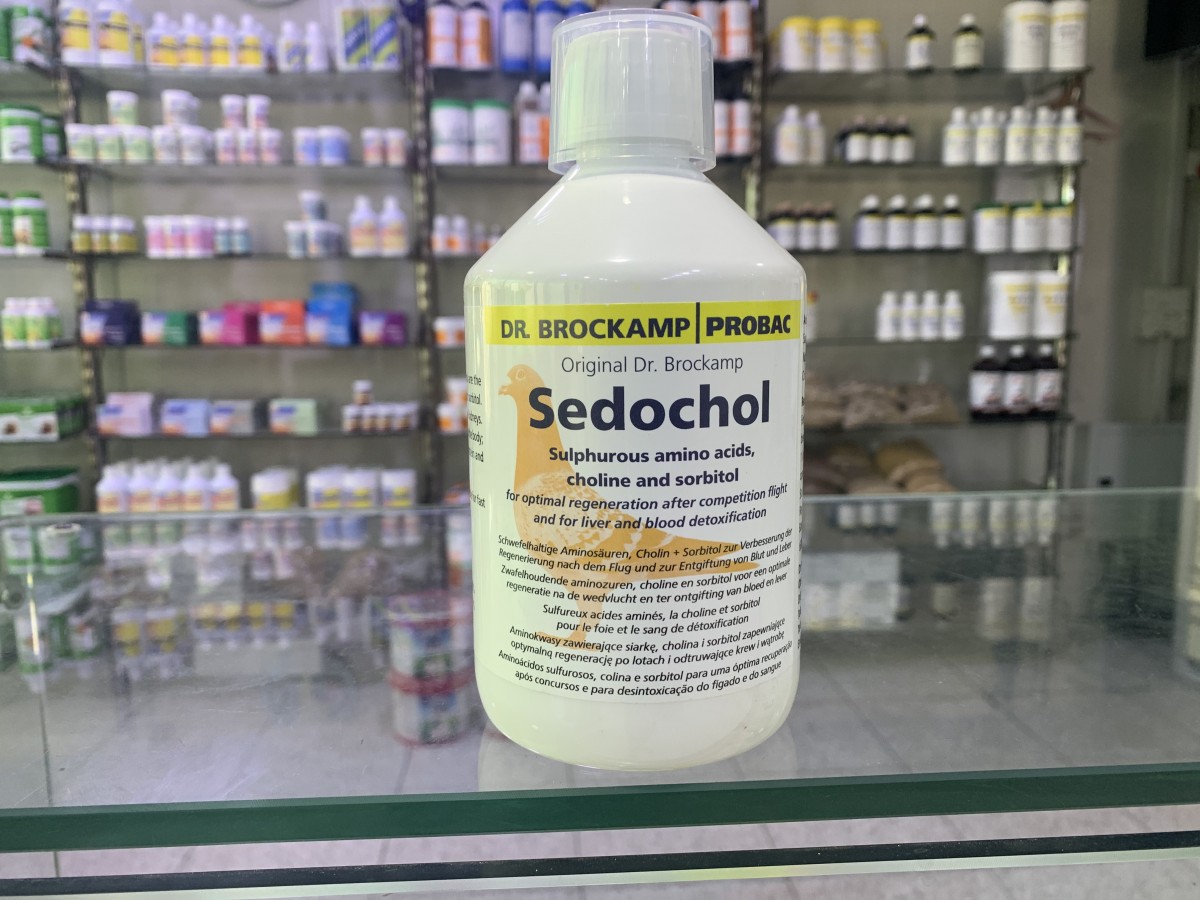 DR. BROCKAMP PROBAC
Original Dr. Brockamp
Sedochol
Sulphurous amino acids,
choline and sorbitol
for optimal regeneration after competition flight
and for liver and blood detoxification
Schwefelhaltige Aminosäuren, Cholin + Sorbitol zur Verbesserung der
Regenerierung nach dem Flug und zur Entgiftung von Blut und Leber
Zwafelhoudende aminozuren, choline en sorbitol voor een optimale
regeneratie na de wedvlucht en ter ontgifting van bloed en lever
Sulfureux acides aminés, la choline et sorbitol
pour le foie et le sang de détoxification
Aminokwasy zawierające siarkę, cholina i sorbitol zapewniające
optymalną regenerację po lotach i odtruwające krew i wątrobę
Aminoácidos sulfurosos, colina e sorbitol para uma óptima recuperação
após concursos e para desintoxicação do figado e do sangue